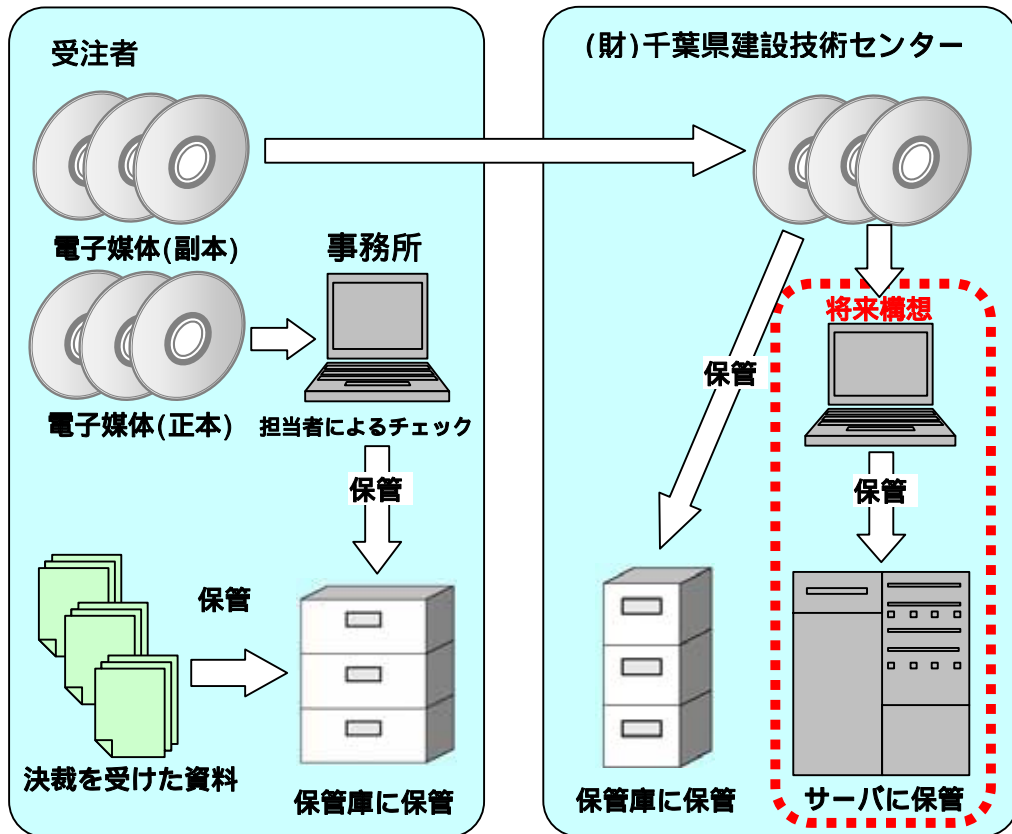 受注者
電子媒体(副本)
事務所
電子媒体(正本)
担当者によるチェック
保管
保管
決裁を受けた資料
保管庫に保管
(財)千葉県建設技術センター
将来構想
保管
保管
保管庫に保管
サーバに保管